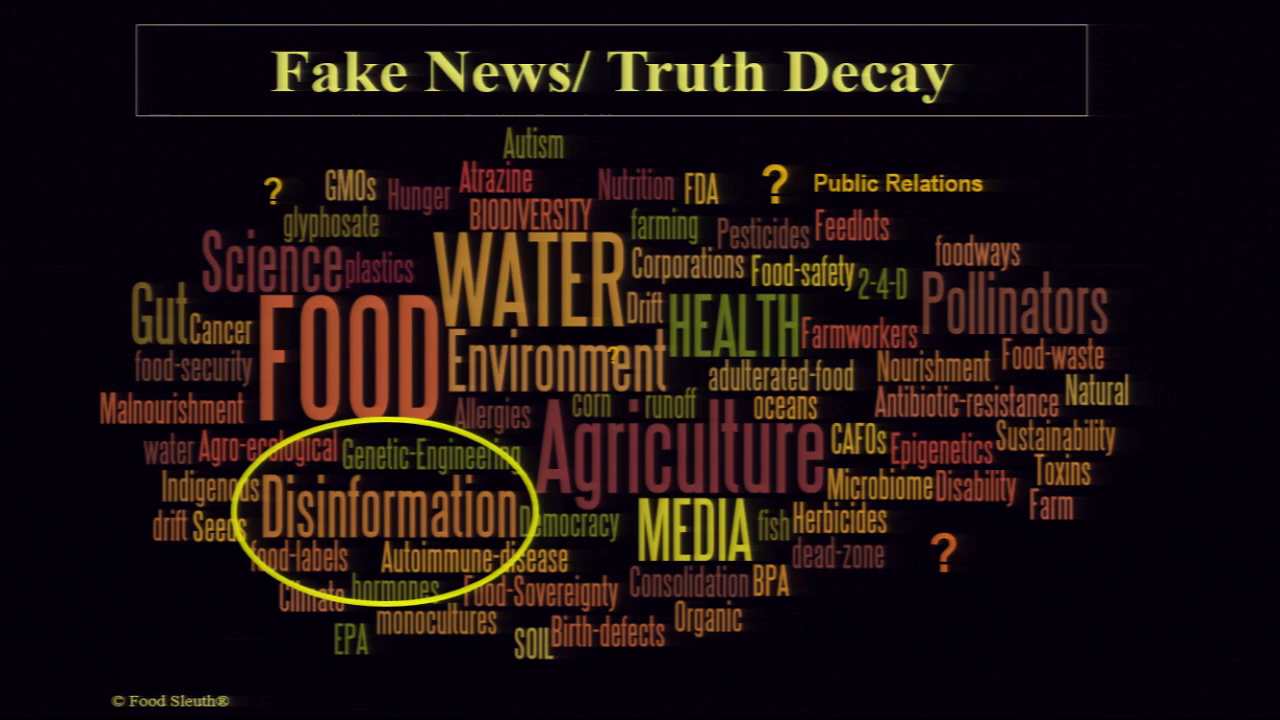 Fake News/ Truth Decay
Autism
? GMOs Hunger Atrazine Nutrition FDA ? Public Relations
glyphosate BIODIVERSITY farming Pesticides Feedlots
Science plastics WATER Corporations Food-safety 2-4-D foodways
Gut Cancer FOOD Drift HEALTH Farmworkers Pollinators
food-security Environment ? adulterated-food Nourishment Food-waste
Malnourishment Allergies corn runoff oceans Antibiotic-resistance Natural
water Agro-ecological Genetic-Engineering Agriculture CAFOs Epigenetics Sustainability
Indigenous Disinformation Microbiome Disability Toxins
drift Seeds Democracy MEDIA fish Herbicides Farm
food-labels Autoimmune-disease dead-zone ?
Climate hormones Food-Sovereignty Consolidation BPA
monocultures Organic
EPA SOIL Birth-defects
© Food Sleuth®